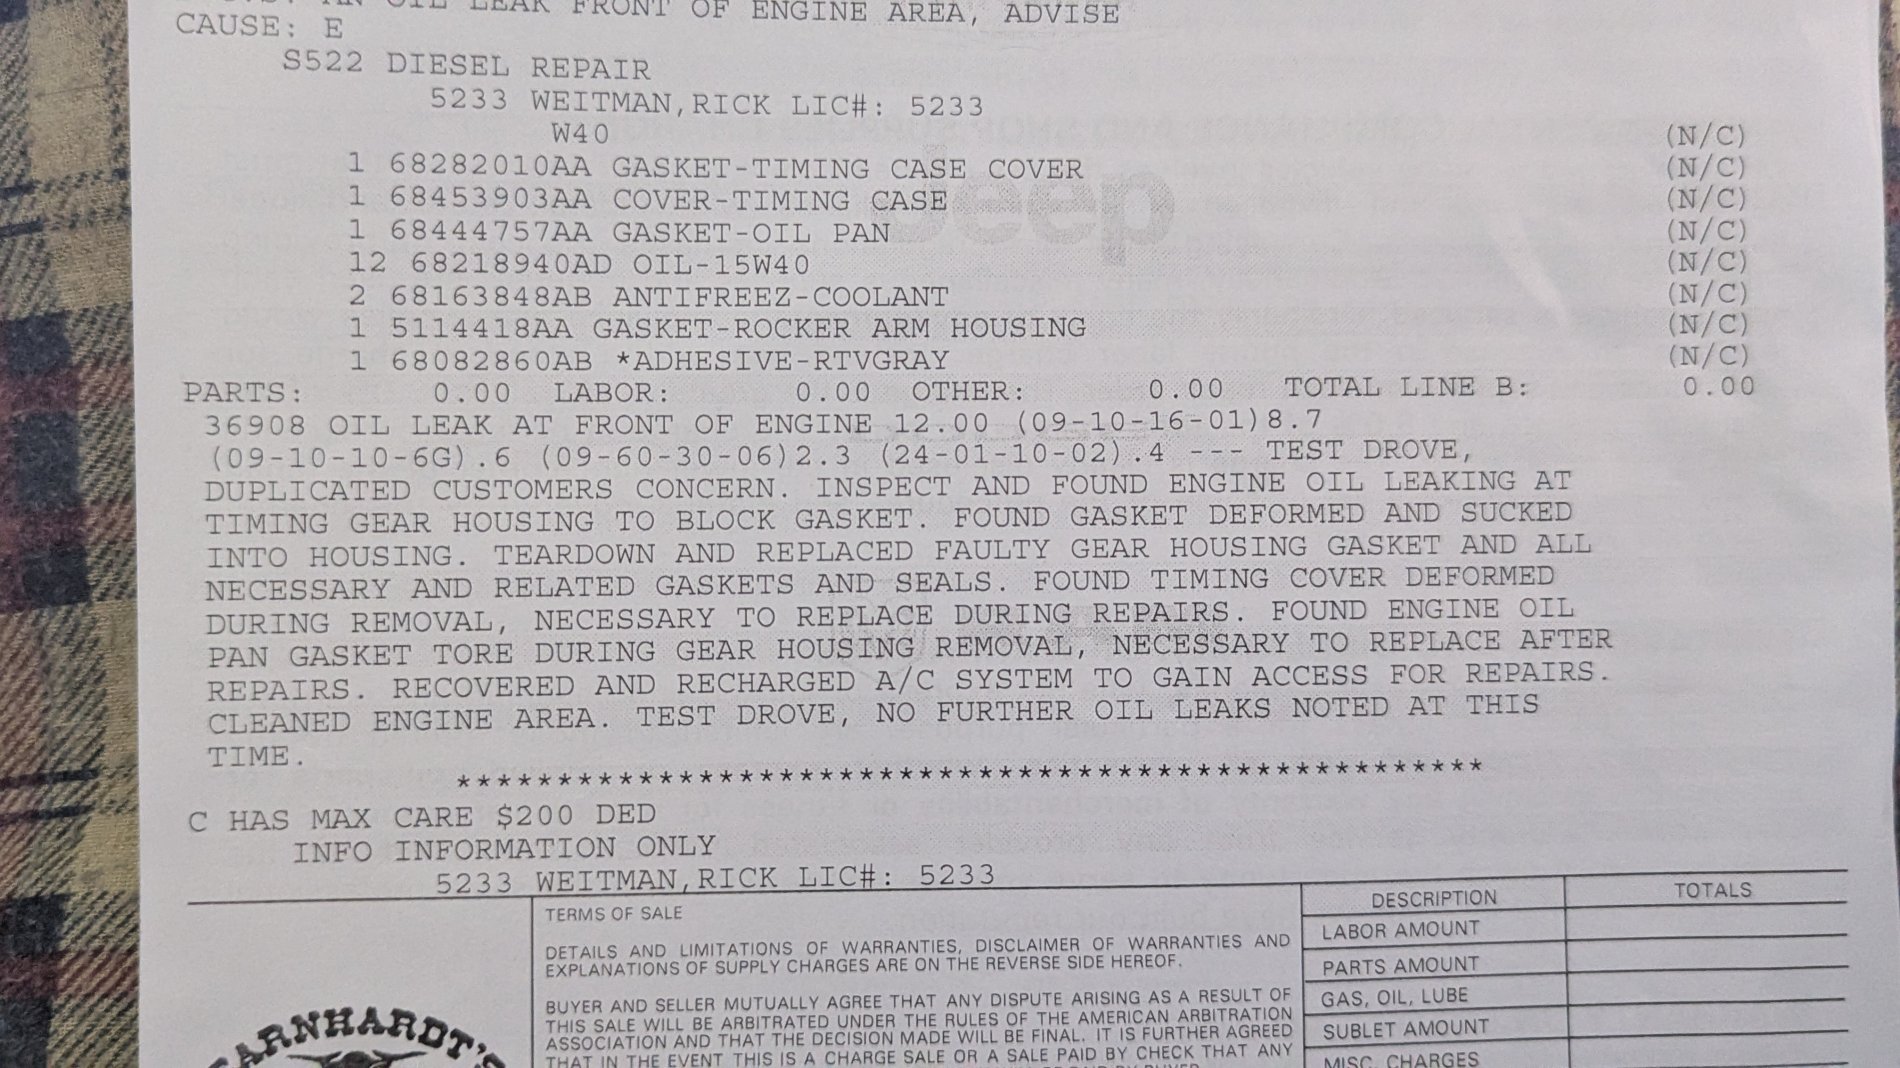 AN OIL LEAK FRONT OF ENGINE AREA, ADVISE
CAUSE: E
S522 DIESEL REPAIR
5233 WEITMAN,RICK LIC#: 5233
W40 (N/C)
1 68282010AA GASKET-TIMING CASE COVER (N/C)
1 68453903AA COVER-TIMING CASE (N/C)
1 68444757AA GASKET-OIL PAN (N/C)
12 68218940AD OIL-15W40 (N/C)
2 68163848AB ANTIFREEZ-COOLANT (N/C)
1 5114418AA GASKET-ROCKER ARM HOUSING (N/C)
1 68082860AB *ADHESIVE-RTVGRAY (N/C)
Jeep
PARTS: 0.00 LABOR: 0.00 OTHER: 0.00 TOTAL LINE B: 0.00
36908 OIL LEAK AT FRONT OF ENGINE 12.00 (09-10-16-01)8.7
(09-10-10-6G).6 (09-60-30-06)2.3 (24-01-10-02).4 --- TEST DROVE,
DUPLICATED CUSTOMERS CONCERN. INSPECT AND FOUND ENGINE OIL LEAKING AT
TIMING GEAR HOUSING TO BLOCK GASKET. FOUND GASKET DEFORMED AND SUCKED
INTO HOUSING. TEARDOWN AND REPLACED FAULTY GEAR HOUSING GASKET AND ALL
NECESSARY AND RELATED GASKETS AND SEALS. FOUND TIMING COVER DEFORMED
DURING REMOVAL, NECESSARY TO REPLACE DURING REPAIRS. FOUND ENGINE OIL
PAN GASKET TORE DURING GEAR HOUSING REMOVAL, NECESSARY TO REPLACE AFTER
REPAIRS. RECOVERED AND RECHARGED A/C SYSTEM TO GAIN ACCESS FOR REPAIRS.
CLEANED ENGINE AREA. TEST DROVE, NO FURTHER OIL LEAKS NOTED AT THIS
TIME.
**************************************************
C HAS MAX CARE $200 DED
INFO INFORMATION ONLY
5233 WEITMAN,RICK LIC#: 5233
EARNHARDT'S
TERMS OF SALE
DETAILS AND LIMITATIONS OF WARRANTIES, DISCLAIMER OF WARRANTIES AND
EXPLANATIONS OF SUPPLY CHARGES ARE ON THE REVERSE SIDE HEREOF.
BUYER AND SELLER MUTUALLY AGREE THAT ANY DISPUTE ARISING AS A RESULT OF
THIS SALE WILL BE ARBITRATED UNDER THE RULES OF THE AMERICAN ARBITRATION
ASSOCIATION AND THAT THE DECISION MADE WILL BE FINAL. IT IS FURTHER AGREED
THAT IN THE EVENT THIS IS A CHARGE SALE OR A SALE PAID BY CHECK THAT ANY
DESCRIPTION TOTALS
LABOR AMOUNT
PARTS AMOUNT
GAS, OIL, LUBE
SUBLET AMOUNT
MISC. CHARGES